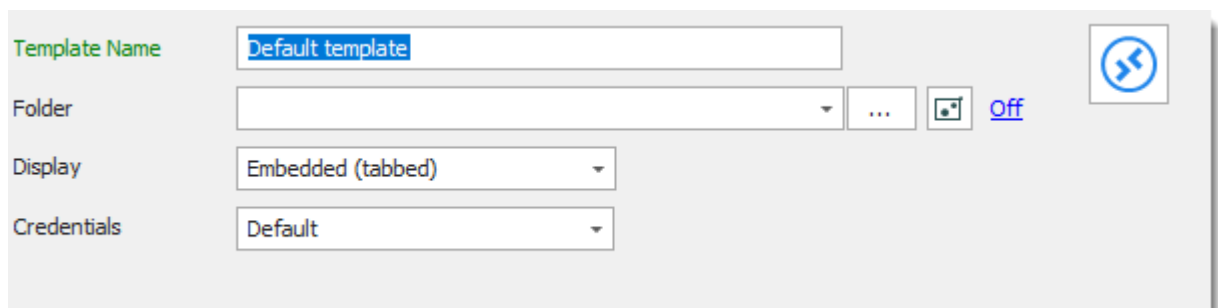 Template Name Default template
Folder ... Off
Display Embedded (tabbed)
Credentials Default